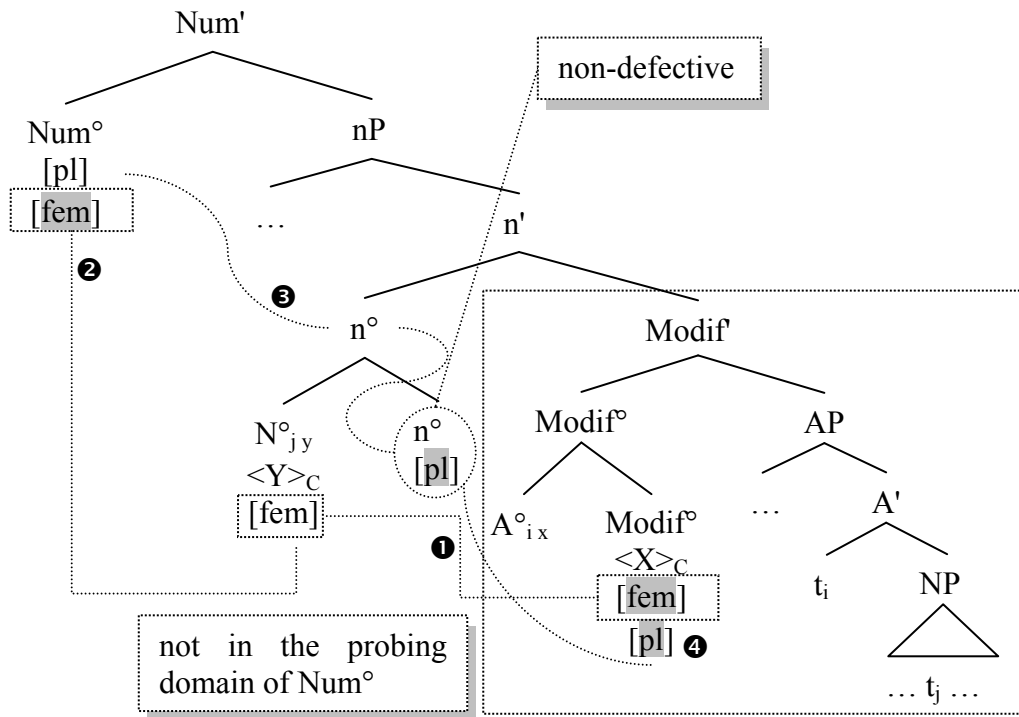 Num'
non-defective
Num° nP
[pl]
[fem] … n'
❷
❸
n° Modif'
N°j y n° Modif° AP
<Y>C [pl]
[fem] A°i x Modif° … A'
❶ <X>C
[fem] ti NP
[pl] ❹
not in the probing
domain of Num°
… tj …